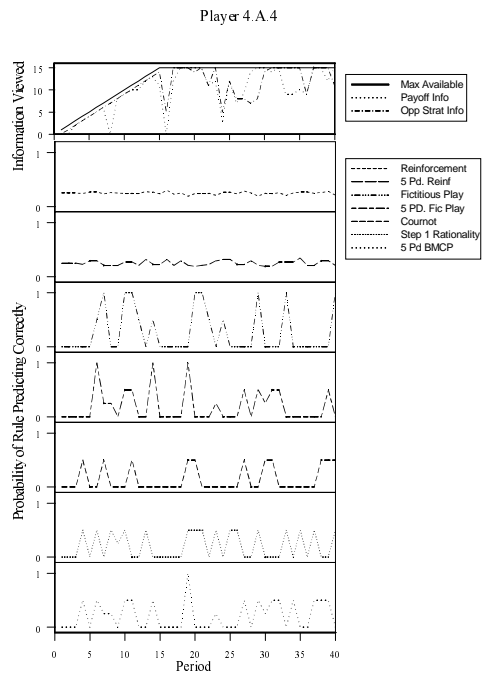 Player 4.A.4
Information Viewed
15
10
5
0
Max Available
Payoff Info
Opp Strat Info
Probability of Rule Predicting Correctly
1
0
1
0
1
0
1
0
1
0
1
0
1
0
Reinforcement
5 Pd. Reinf
Fictitious Play
5 PD. Fic Play
Cournot
Step 1 Rationality
5 Pd BMCP
0 5 10 15 20 25 30 35 40
Period